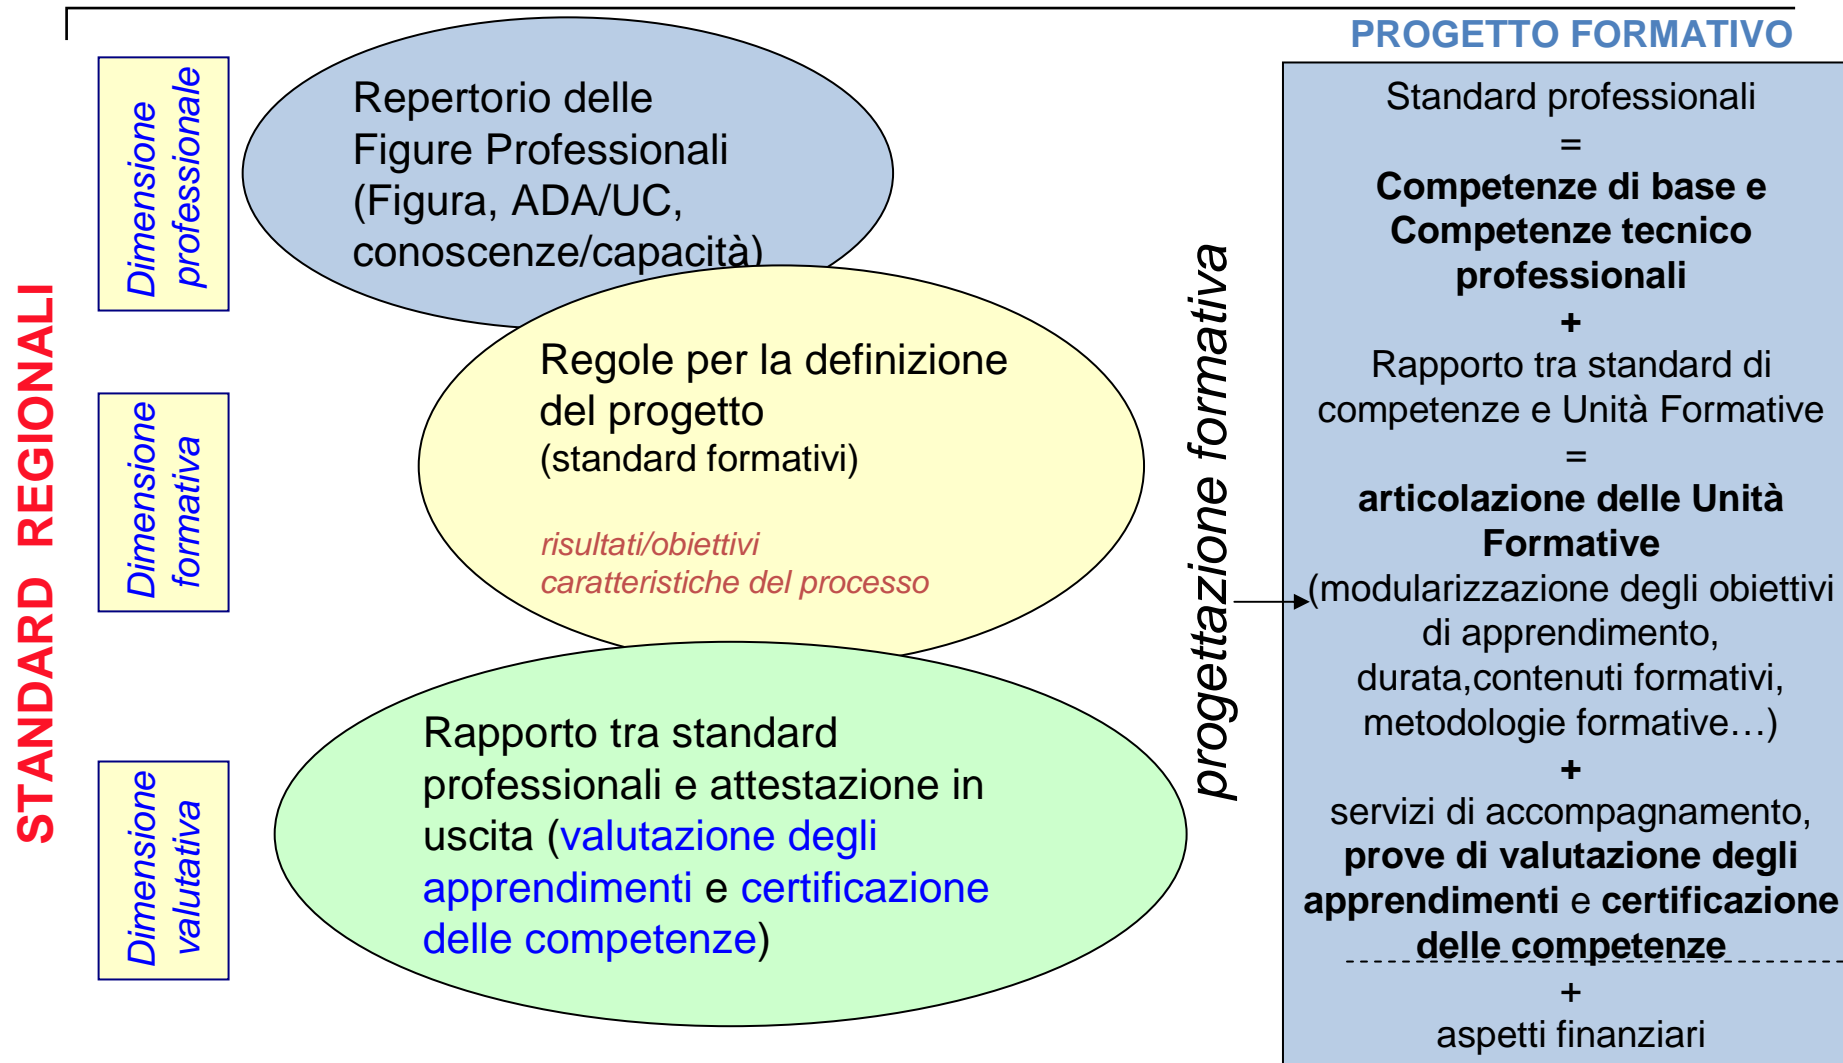 STANDARD REGIONALI
Dimensione
professionale
Repertorio delle
Figure Professionali
(Figura, ADA/UC,
conoscenze/capacità)
Dimensione
formativa
Regole per la definizione
del progetto
(standard formativi)
risultati/obiettivi
caratteristiche del processo
Dimensione
valutativa
Rapporto tra standard
professionali e attestazione in
uscita (valutazione degli
apprendimenti e certificazione
delle competenze)
progettazione formativa
PROGETTO FORMATIVO
Standard professionali
=
Competenze di base e
Competenze tecnico
professionali
+
Rapporto tra standard di
competenze e Unità Formative
=
articolazione delle Unità
Formative
(modularizzazione degli obiettivi
di apprendimento,
durata,contenuti formativi,
metodologie formative…)
+
servizi di accompagnamento,
prove di valutazione degli
apprendimenti e certificazione
delle competenze
+
aspetti finanziari